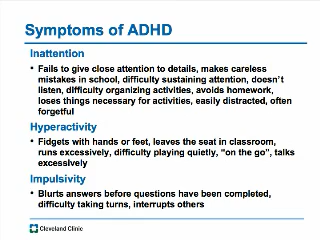 Symptoms of ADHD
Inattention
• Fails to give close attention to details, makes careless
mistakes in school, difficulty sustaining attention, doesn't
listen, difficulty organizing activities, avoids homework,
loses things necessary for activities, easily distracted, often
forgetful
Hyperactivity
• Fidgets with hands or feet, leaves the seat in classroom,
runs excessively, difficulty playing quietly, "on the go", talks
excessively
Impulsivity
• Blurts answers before questions have been completed,
difficulty taking turns, interrupts others
Cleveland Clinic